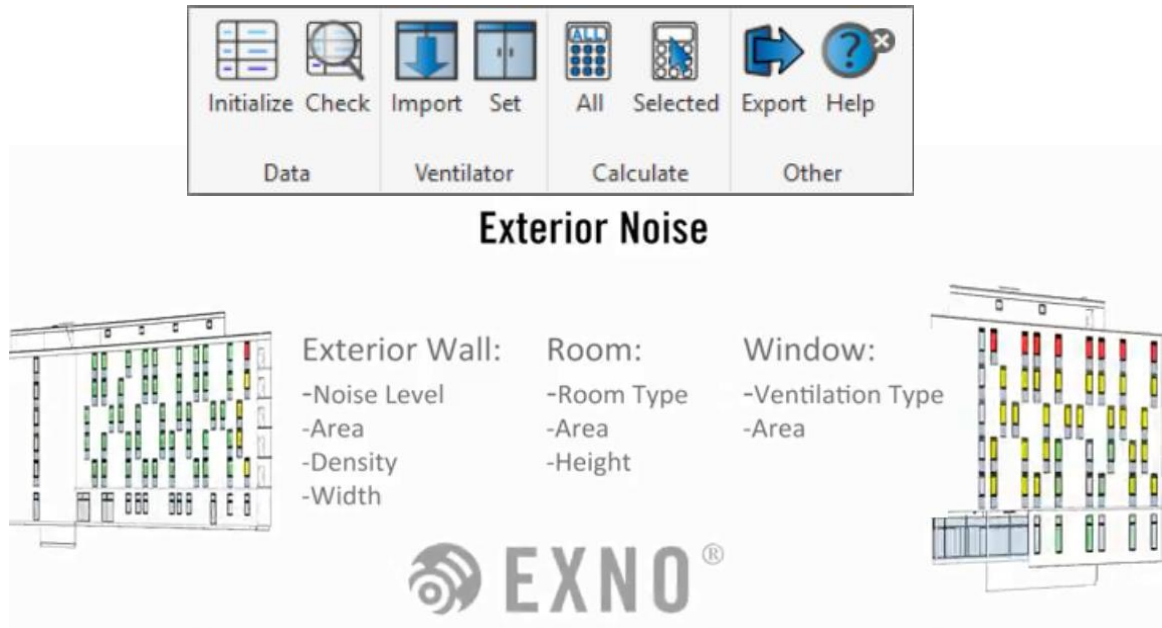 ALL
Initialize Check Import Set All Selected Export Help
Data Ventilator Calculate Other
Exterior Noise
Exterior Wall:
-Noise Level
-Area
-Density
-Width
Room:
-Room Type
-Area
-Height
Window:
-Ventilation Type
-Area
EXNO®